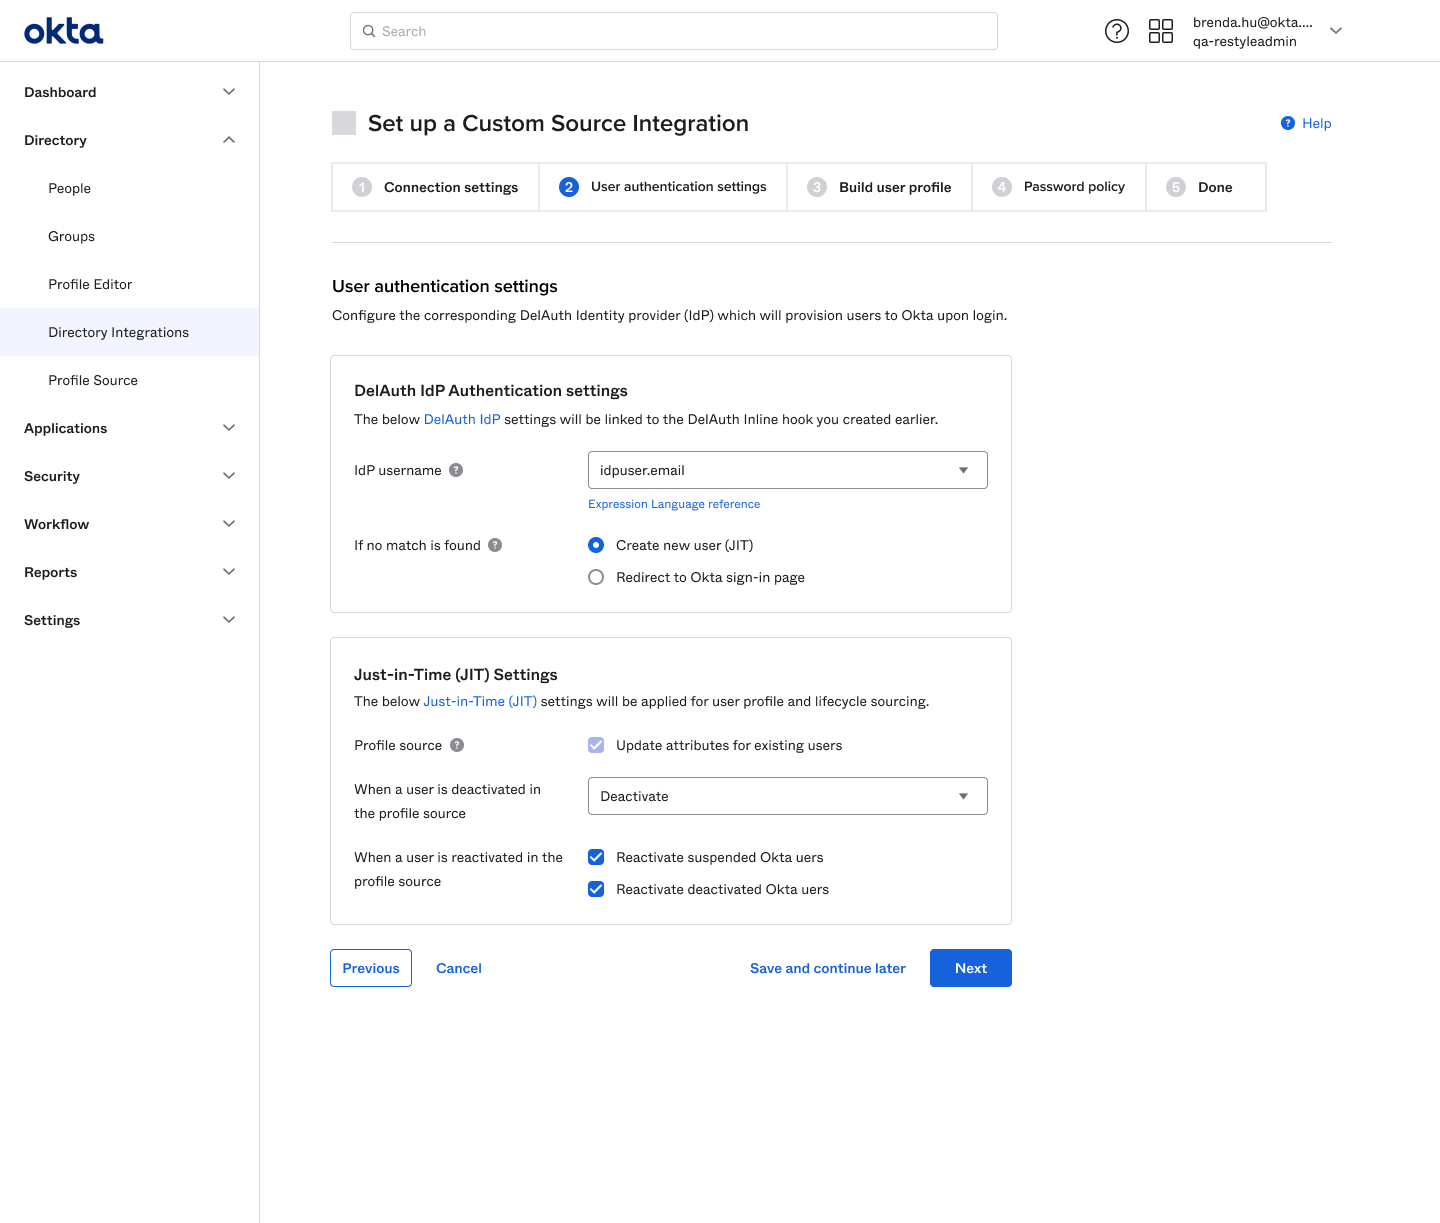 okta
Search
brenda.hu@okta....
qa-restyleadmin
Dashboard
Directory
People
Groups
Profile Editor
Directory Integrations
Profile Source
Applications
Security
Workflow
Reports
Settings
Set up a Custom Source Integration
? Help
1 Connection settings
2 User authentication settings
3 Build user profile
4 Password policy
5 Done
User authentication settings
Configure the corresponding DelAuth Identity provider (IdP) which will provision users to Okta upon login.
DelAuth IdP Authentication settings
The below DelAuth IdP settings will be linked to the DelAuth Inline hook you created earlier.
IdP username ?
idpuser.email
Expression Language reference
If no match is found ?
Create new user (JIT)
Redirect to Okta sign-in page
Just-in-Time (JIT) Settings
The below Just-in-Time (JIT) settings will be applied for user profile and lifecycle sourcing.
Profile source ?
Update attributes for existing users
When a user is deactivated in
the profile source
Deactivate
When a user is reactivated in the
profile source
Reactivate suspended Okta uers
Reactivate deactivated Okta uers
Previous
Cancel
Save and continue later
Next